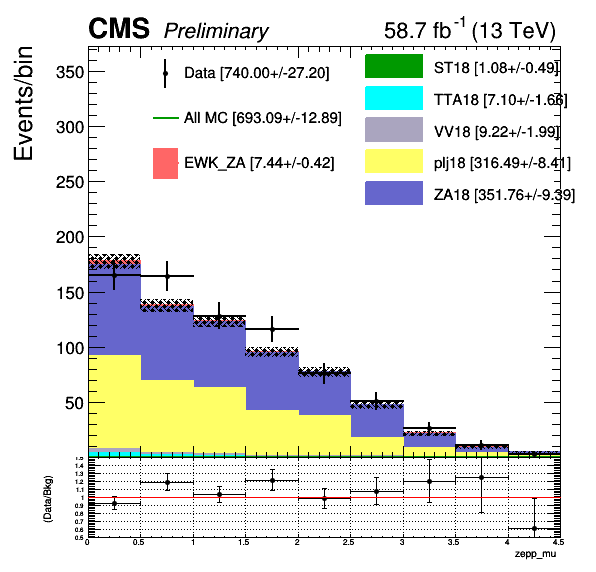 CMS Preliminary 58.7 fb⁻¹ (13 TeV)
Events/bin
350
300
250
200
150
100
50
Data [740.00+/-27.20]
All MC [693.09+/-12.89]
EWK_ZA [7.44+/-0.42]
ST18 [1.08+/-0.49]
TTA18 [7.10+/-1.66]
VV18 [9.22+/-1.99]
plj18 [316.49+/-8.41]
ZA18 [351.76+/-9.39]
(Data/Bkg)
1.5
1.4
1.3
1.2
1.1
1.0
0.9
0.8
0.7
0.6
0.5
0 0.5 1 1.5 2 2.5 3 3.5 4 4.5
zepp_mu